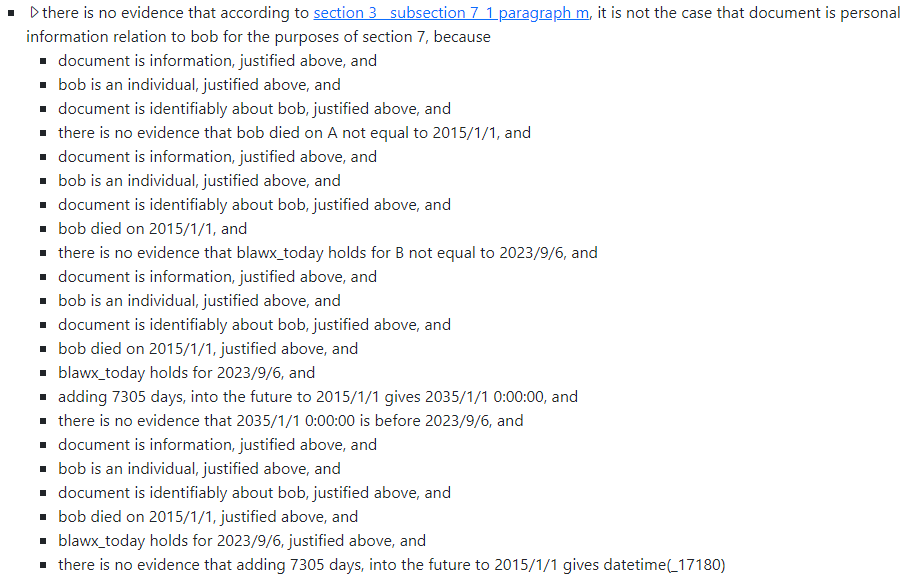 there is no evidence that according to section 3 subsection 7 1 paragraph m, it is not the case that document is personal
information relation to bob for the purposes of section 7, because
document is information, justified above, and
bob is an individual, justified above, and
document is identifiably about bob, justified above, and
there is no evidence that bob died on A not equal to 2015/1/1, and
document is information, justified above, and
bob is an individual, justified above, and
document is identifiably about bob, justified above, and
bob died on 2015/1/1, and
there is no evidence that blawx_today holds for B not equal to 2023/9/6, and
document is information, justified above, and
bob is an individual, justified above, and
document is identifiably about bob, justified above, and
bob died on 2015/1/1, justified above, and
blawx_today holds for 2023/9/6, and
adding 7305 days, into the future to 2015/1/1 gives 2035/1/1 0:00:00, and
there is no evidence that 2035/1/1 0:00:00 is before 2023/9/6, and
document is information, justified above, and
bob is an individual, justified above, and
document is identifiably about bob, justified above, and
bob died on 2015/1/1, justified above, and
blawx_today holds for 2023/9/6, justified above, and
there is no evidence that adding 7305 days, into the future to 2015/1/1 gives datetime(_17180)